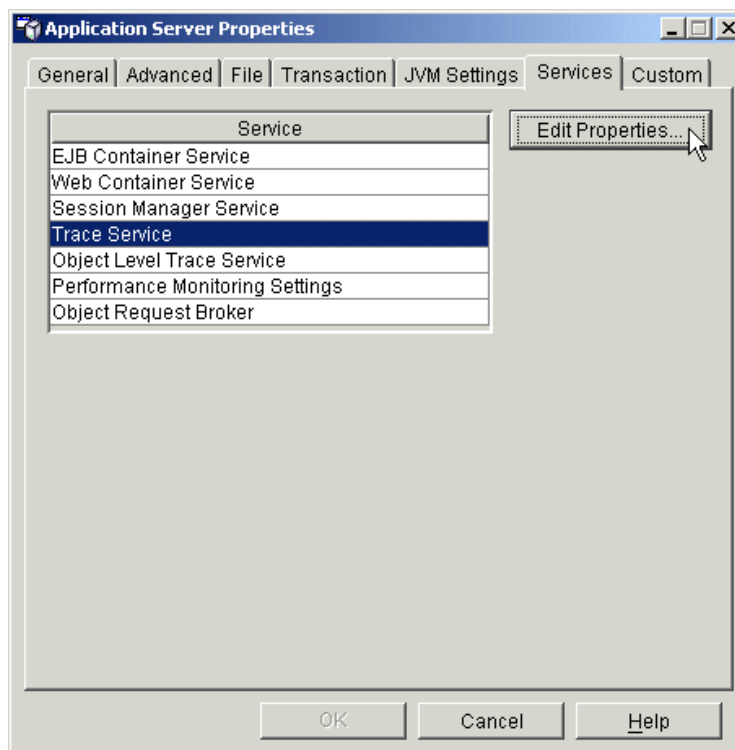 Application Server Properties
General Advanced File Transaction JVM Settings Services Custom
Service
Edit Properties...
EJB Container Service
Web Container Service
Session Manager Service
Trace Service
Object Level Trace Service
Performance Monitoring Settings
Object Request Broker
OK Cancel Help